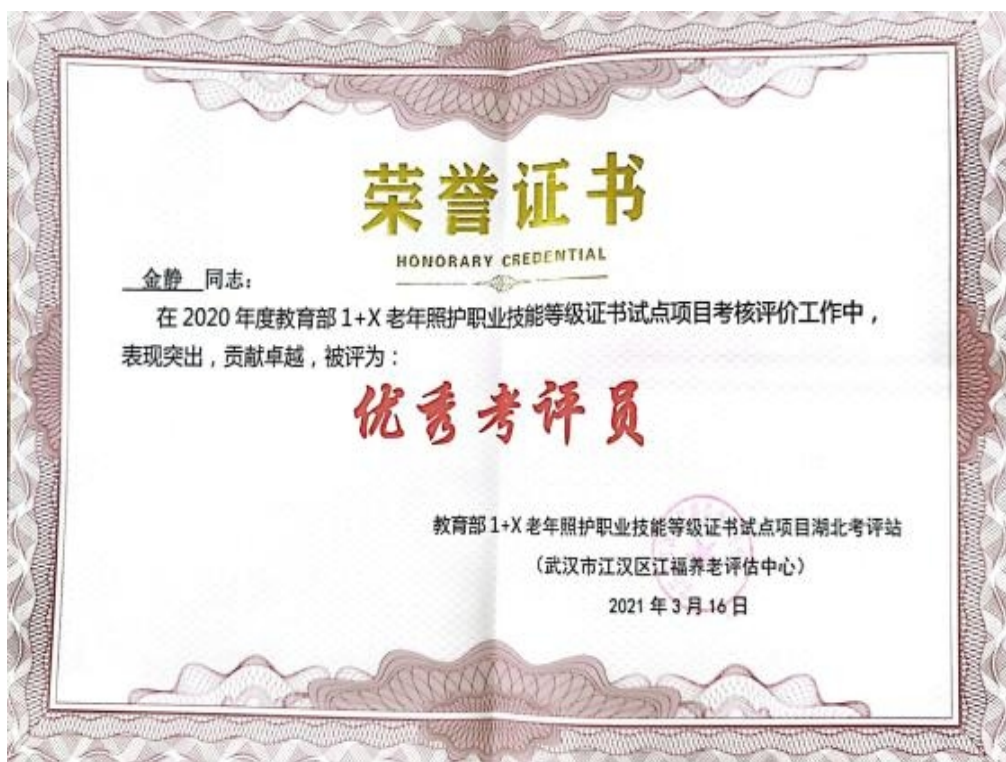 荣誉证书
HONORARY CREDENTIAL
金静 同志：
在 2020 年度教育部 1+X 老年照护职业技能等级证书试点项目考核评价工作中，
表现突出，贡献卓越，被评为：
优秀考评员
教育部 1+X 老年照护职业技能等级证书试点项目湖北考评站
（武汉市江汉区江福养老评估中心）
2021 年 3 月 16 日